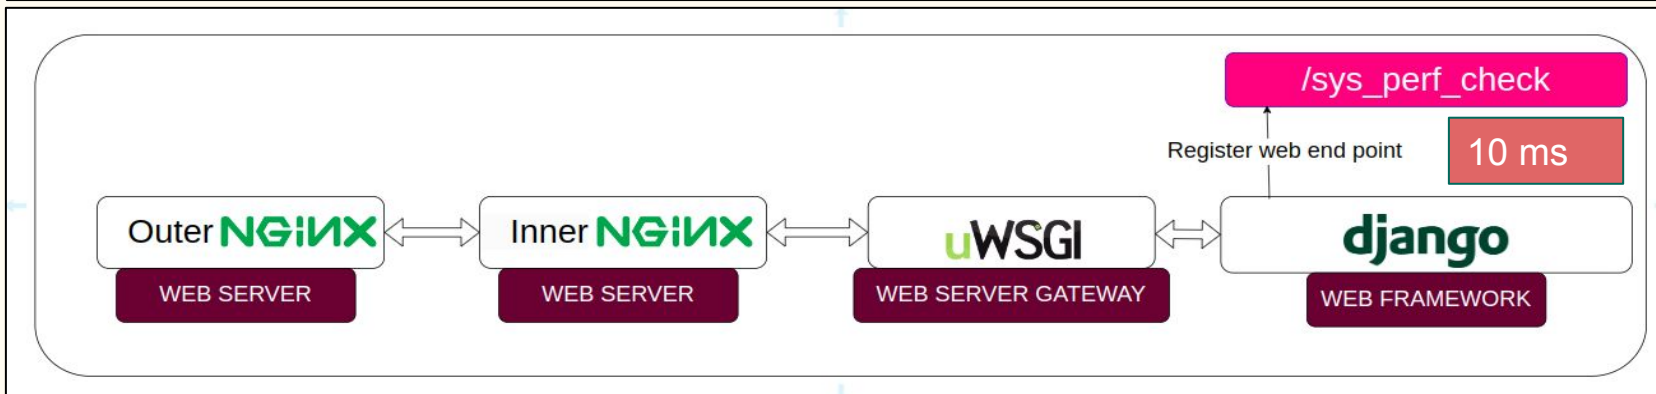 /sys_perf_check
Register web end point
10 ms
Outer NGINX
Inner NGINX
uWSGI
django
WEB SERVER
WEB SERVER
WEB SERVER GATEWAY
WEB FRAMEWORK